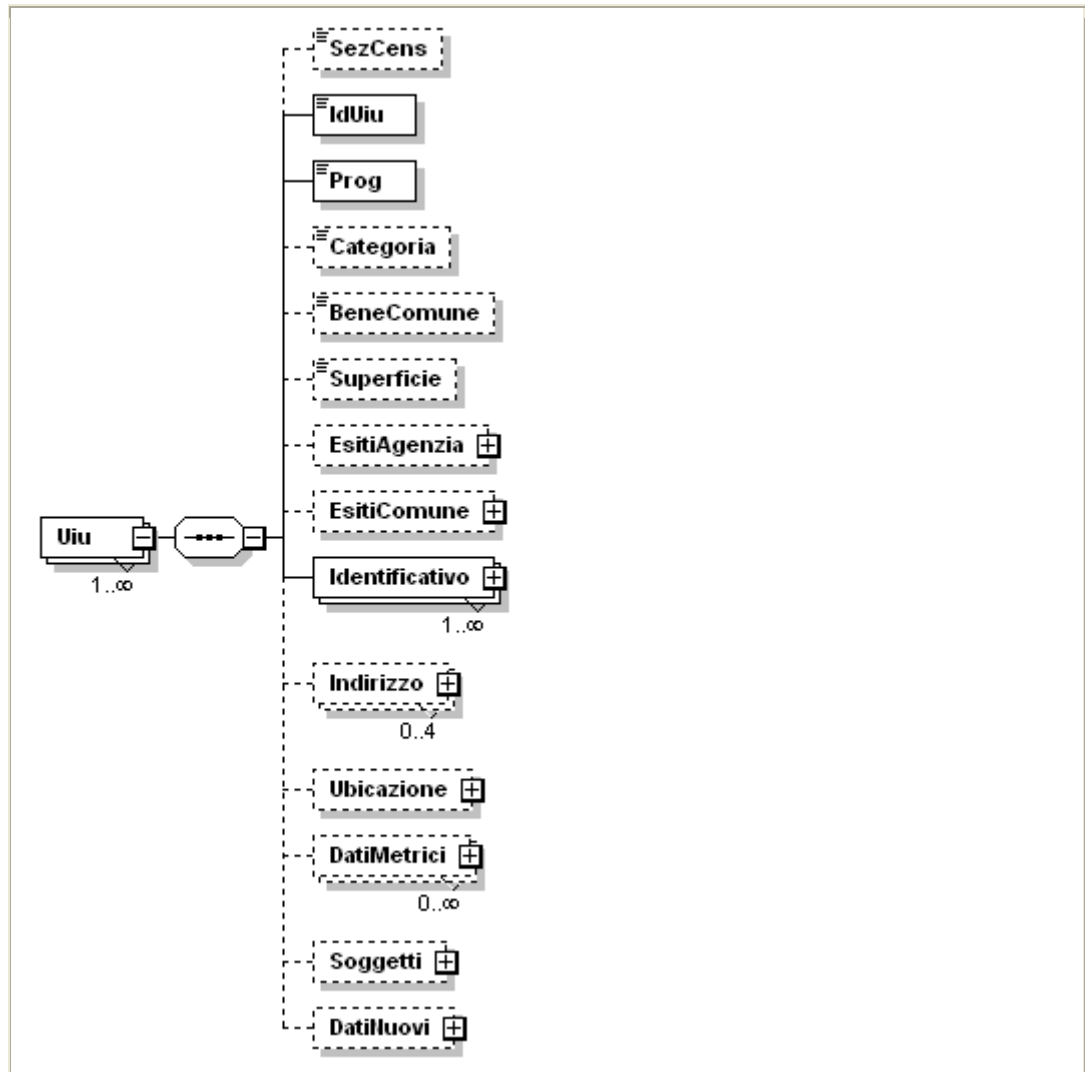 SezCens
IdUiu
Prog
Categoria
BeneComune
Superficie
EsitiAgenzia
EsitiComune
Uiu
1..∞
Identificativo
1..∞
Indirizzo
0..4
Ubicazione
DatiMetrici
0..∞
Soggetti
DatiNuovi